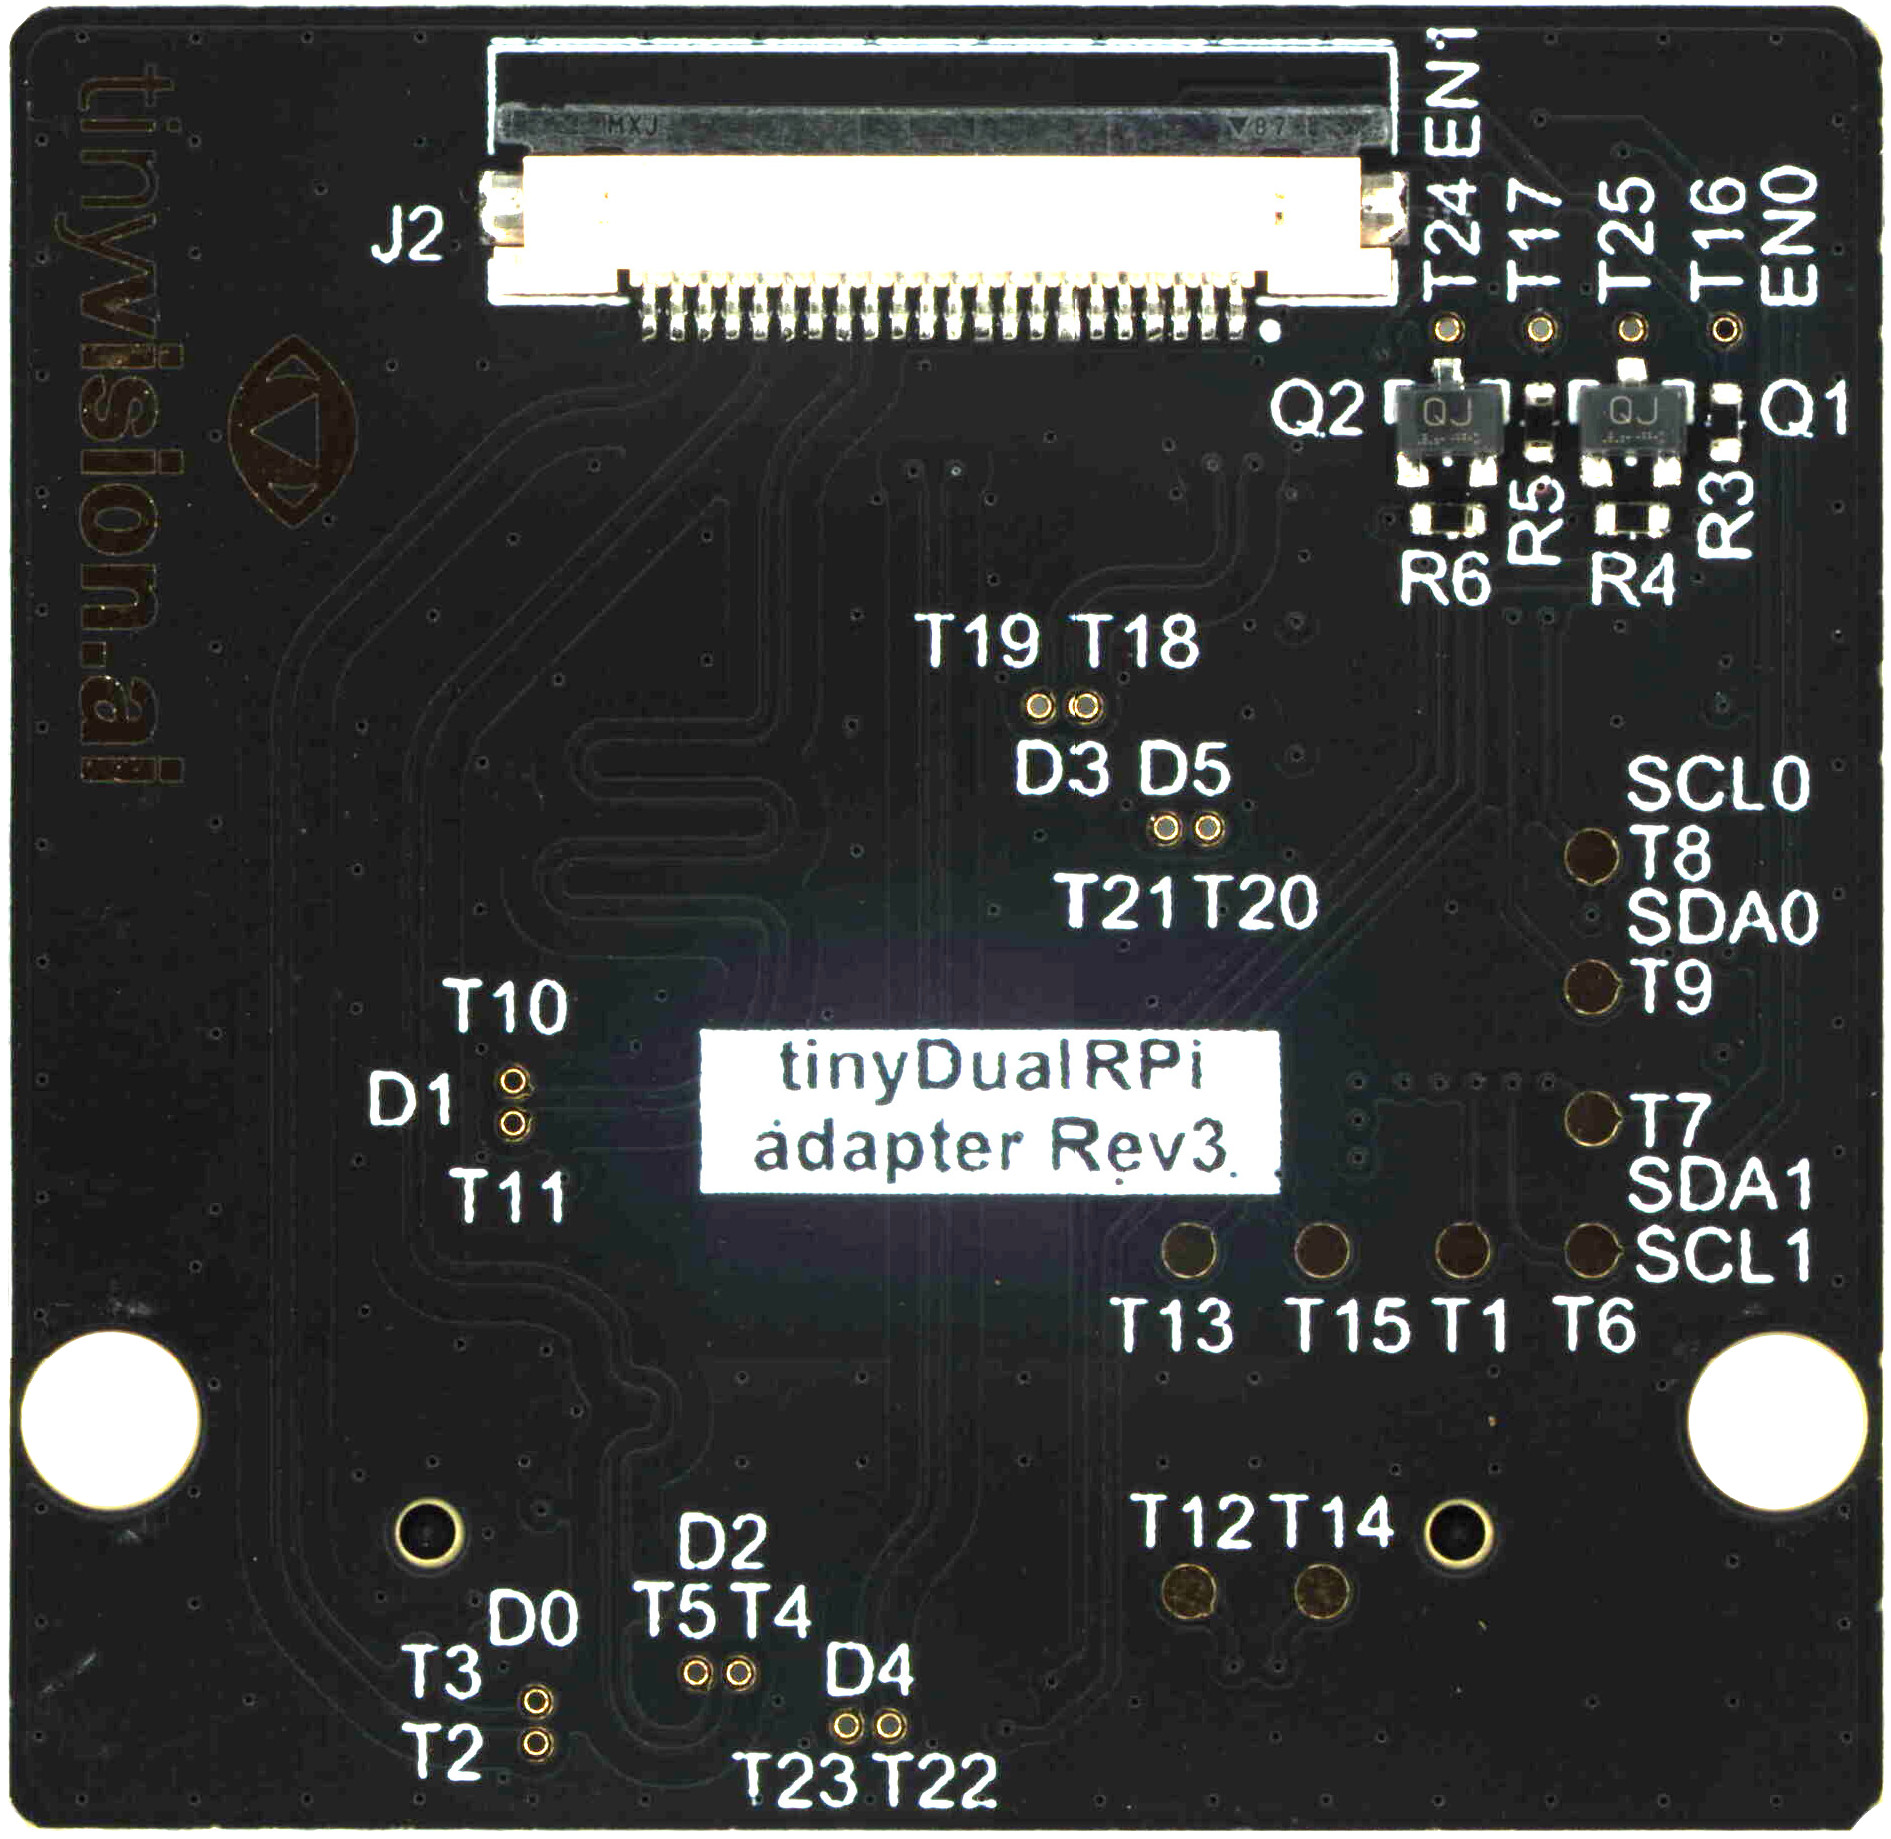 tinyvision.ai
MXJ
87
J2
EN1
T24
T17
T25
T16
EN0
Q2
QJ
QJ
Q1
R5
R3
R6
R4
T19 T18
D3 D5
T21 T20
SCL0
T8
SDA0
T9
T10
D1
T11
tinyDualRPi
adapter Rev3
T7
SDA1
SCL1
T13 T15 T1 T6
T12 T14
D2
T5 T4
D0
T3
T2
D4
T23 T22